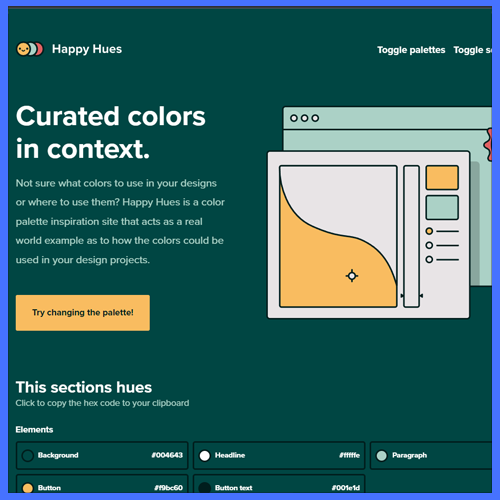 Happy Hues
Toggle palettes Toggle
Curated colors
in context.
Not sure what colors to use in your designs
or where to use them? Happy Hues is a color
palette inspiration site that acts as a real
world example as to how the colors could be
used in your design projects.
Try changing the palette!
This sections hues
Click to copy the hex code to your clipboard
Elements
Background #004643 Headline #fffffe Paragraph
Button #f9bc60 Button text #001e1d